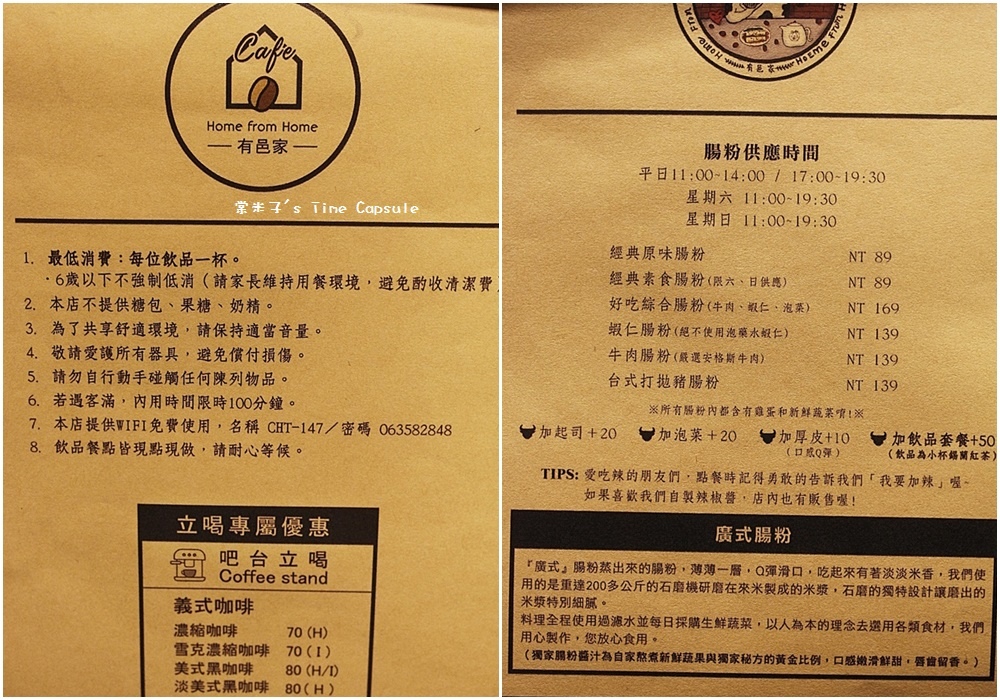 Cafe
Home from Home
有邑家
棠米子's Time Capsule
1. 最低消費：每位飲品一杯。
·6歲以下不強制低消（請家長維持用餐環境，避免酌收清潔費）
2. 本店不提供糖包、果糖、奶精。
3. 為了共享舒適環境，請保持適當音量。
4. 敬請愛護所有器具，避免償付損傷。
5. 請勿自行動手碰觸任何陳列物品。
6. 若遇客滿，內用時間限時100分鐘。
7. 本店提供WIFI免費使用，名稱 CHT-147／密碼 063582848
8. 飲品餐點皆現點現做，請耐心等候。
立喝專屬優惠
吧台立喝
Coffee stand
義式咖啡
濃縮咖啡 70 (H)
雪克濃縮咖啡 70 ( I )
美式黑咖啡 80 (H/I)
淡美式黑咖啡 80 ( H )
有邑家
Home from
腸粉供應時間
平日11:00~14:00 / 17:00~19:30
星期六 11:00~19:30
星期日 11:00~19:30
經典原味腸粉 NT 89
經典素食腸粉(限六、日供應) NT 89
好吃綜合腸粉(牛肉、蝦仁、泡菜) NT 169
蝦仁腸粉(絕不使用泡藥水蝦仁) NT 139
牛肉腸粉(嚴選安格斯牛肉) NT 139
台式打拋豬腸粉 NT 139
※所有腸粉內都含有雞蛋和新鮮蔬菜唷!※
加起司+20 加泡菜+20 加厚皮+10 加飲品套餐+50
(口感Q彈) (飲品為小杯錫蘭紅茶)
TIPS: 愛吃辣的朋友們，點餐時記得勇敢的告訴我們「我要加辣」喔~
如果喜歡我們自製辣椒醬，店內也有販售喔!
廣式腸粉
『廣式』腸粉蒸出來的腸粉，薄薄一層，Q彈滑口，吃起來有著淡淡米香，我們使
用的是重達200多公斤的石磨機研磨在來米製成的米漿，石磨的獨特設計讓磨出的
米漿特別細膩。
料理全程使用過濾水並每日採購生鮮蔬菜，以人為本的理念去選用各類食材，我們
用心製作，您放心食用。
(獨家腸粉醬汁為自家熬煮新鮮蔬果與獨家秘方的黃金比例，口感嫩滑鮮甜，唇齒留香。)